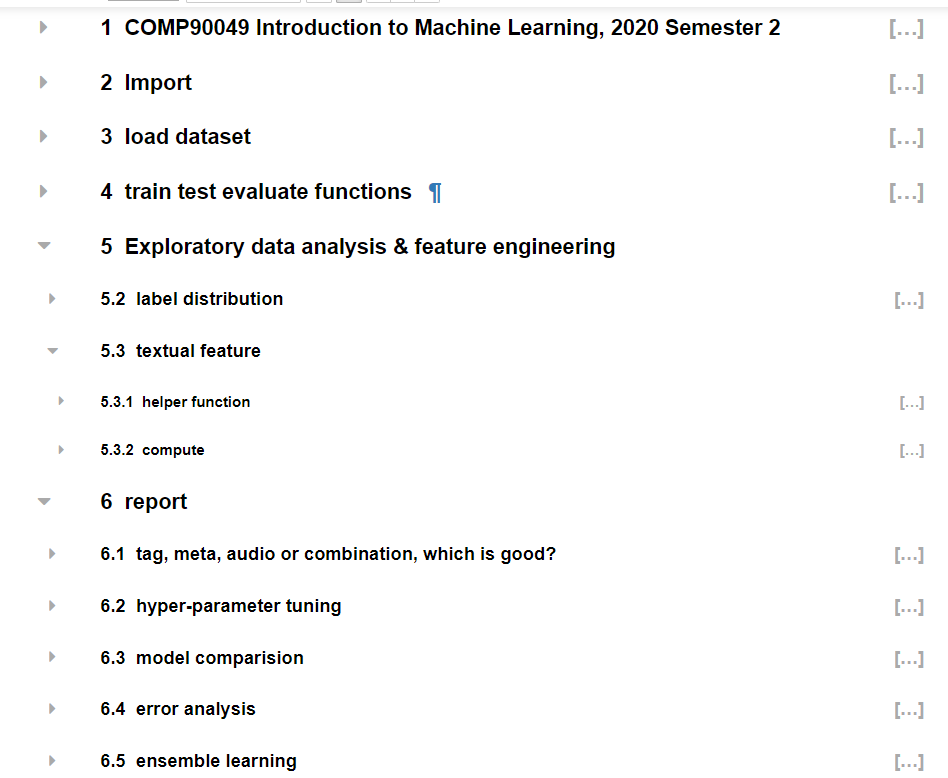 1 COMP90049 Introduction to Machine Learning, 2020 Semester 2 [...]
2 Import [...]
3 load dataset [...]
4 train test evaluate functions ¶ [...]
5 Exploratory data analysis & feature engineering
5.2 label distribution [...]
5.3 textual feature
5.3.1 helper function [...]
5.3.2 compute [...]
6 report
6.1 tag, meta, audio or combination, which is good? [...]
6.2 hyper-parameter tuning [...]
6.3 model comparision [...]
6.4 error analysis [...]
6.5 ensemble learning [...]